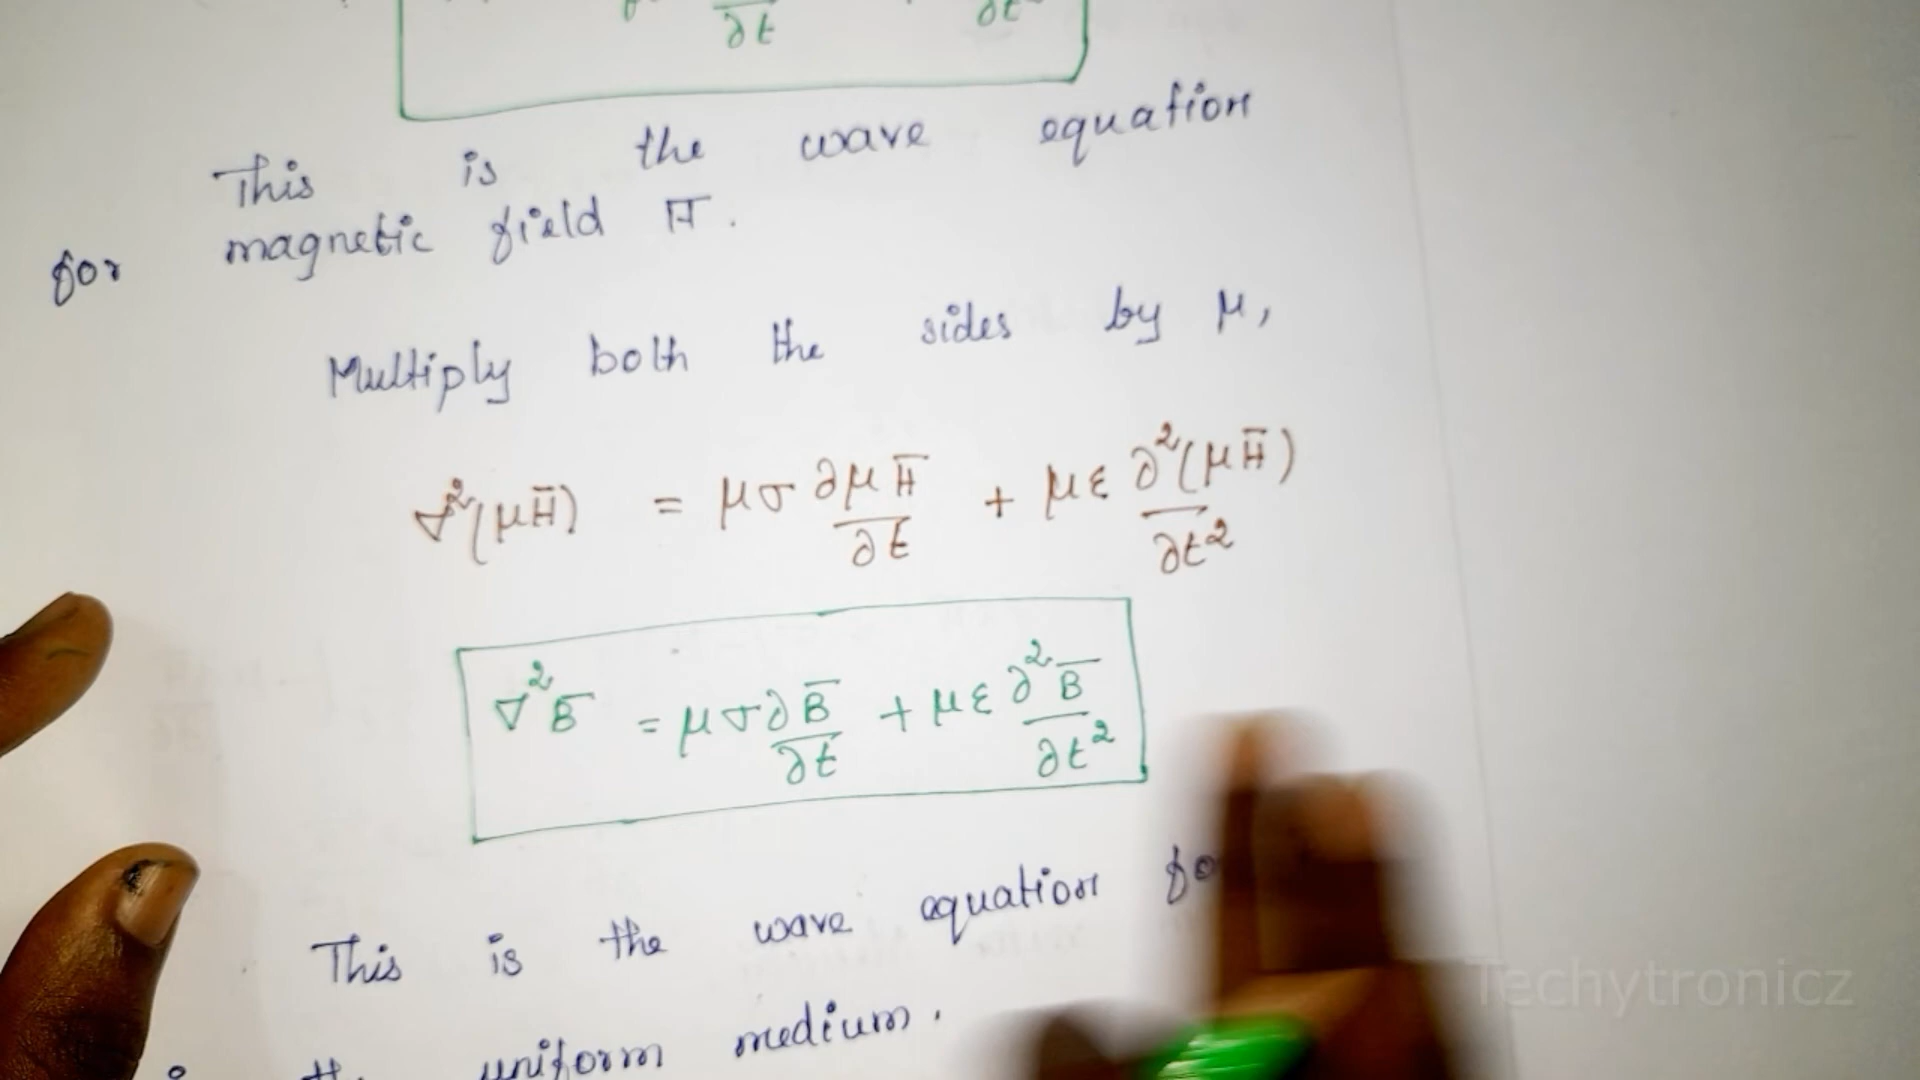 ∂t ∂t²
This is the wave equation
for magnetic field H̅.
Multiply both the sides by μ,
∇²(μH̅) = μσ ∂μH̅/∂t + με ∂²(μH̅)/∂t²
∇²B̅ = μσ ∂B̅/∂t + με ∂²B̅/∂t²
This is the wave equation
uniform medium.
Techytronicz